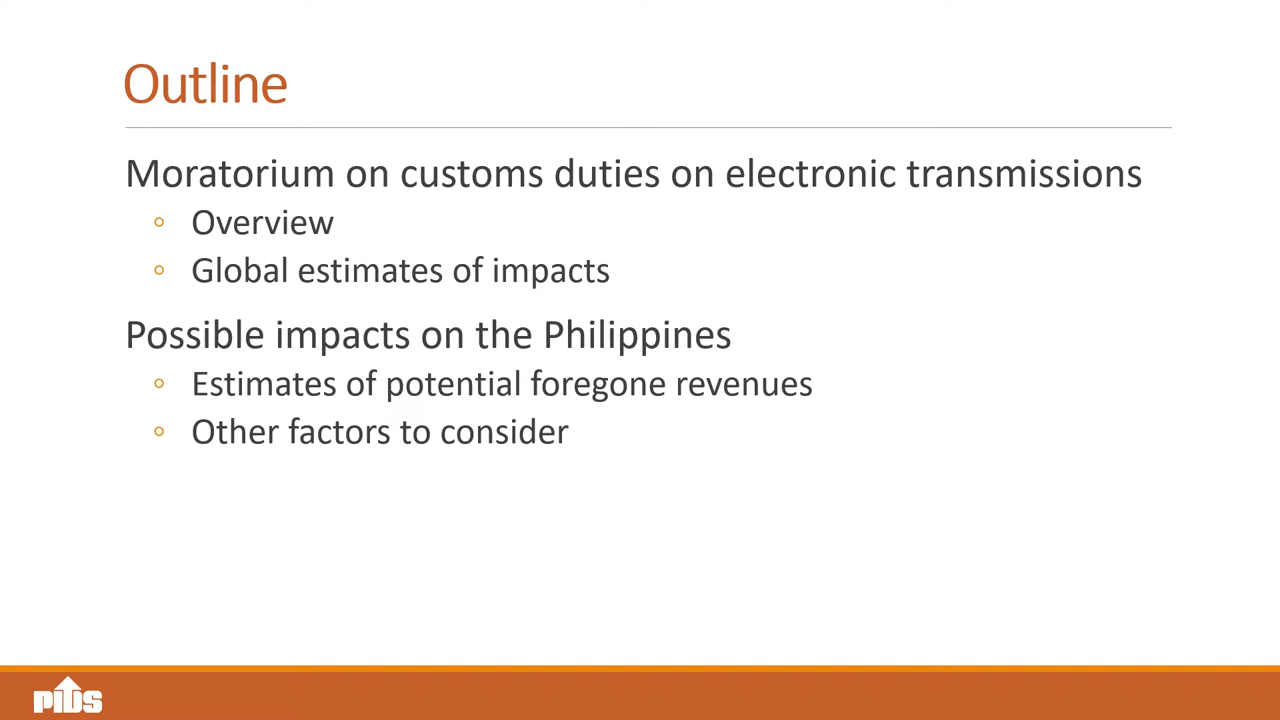 Outline
Moratorium on customs duties on electronic transmissions
Overview
Global estimates of impacts
Possible impacts on the Philippines
Estimates of potential foregone revenues
Other factors to consider
PIDS